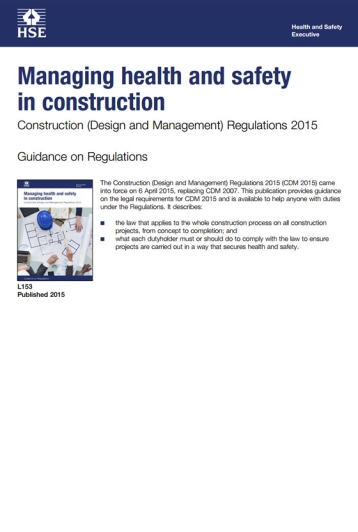 HSE
Health and Safety
Executive
Managing health and safety
in construction
Construction (Design and Management) Regulations 2015
Guidance on Regulations
Managing health and safety
in construction
The Construction (Design and Management) Regulations 2015 (CDM 2015) came
into force on 6 April 2015, replacing CDM 2007. This publication provides guidance
on the legal requirements for CDM 2015 and is available to help anyone with duties
under the Regulations. It describes:
■ the law that applies to the whole construction process on all construction
projects, from concept to completion; and
■ what each dutyholder must or should do to comply with the law to ensure
projects are carried out in a way that secures health and safety.
L153
Published 2015